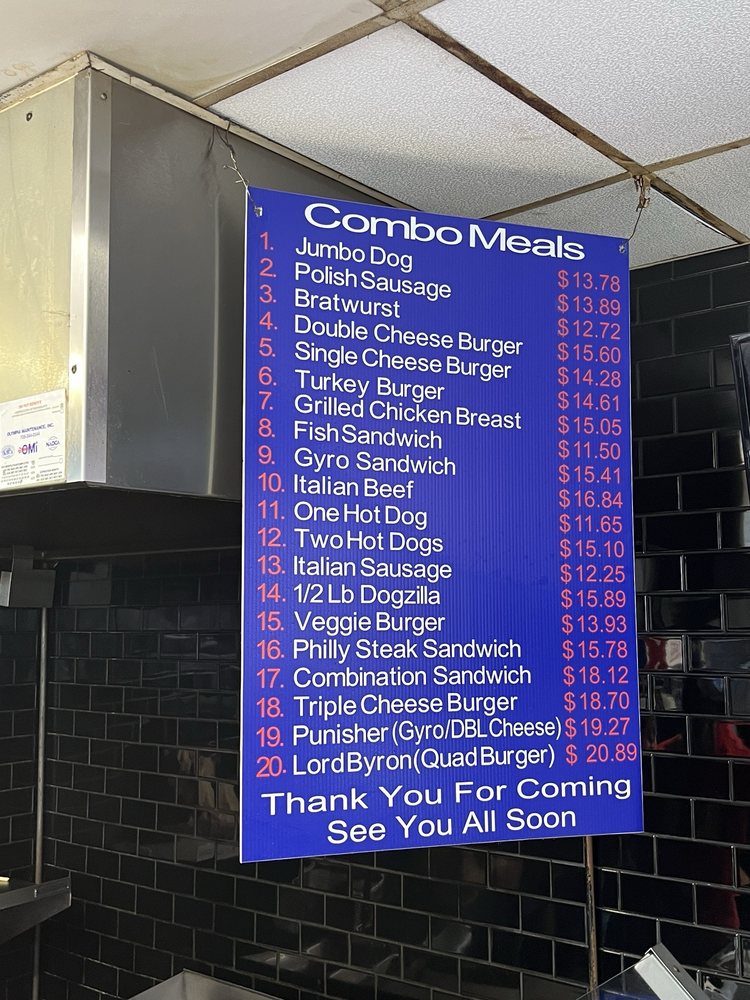 Combo Meals
1. Jumbo Dog $13.78
2. Polish Sausage $13.89
3. Bratwurst $12.72
4. Double Cheese Burger $15.60
5. Single Cheese Burger $14.28
6. Turkey Burger $14.61
7. Grilled Chicken Breast $15.05
8. Fish Sandwich $11.50
9. Gyro Sandwich $15.41
10. Italian Beef $16.84
11. One Hot Dog $11.65
12. Two Hot Dogs $15.10
13. Italian Sausage $12.25
14. 1/2 Lb Dogzilla $15.89
15. Veggie Burger $13.93
16. Philly Steak Sandwich $15.78
17. Combination Sandwich $18.12
18. Triple Cheese Burger $18.70
19. Punisher (Gyro/DBL Cheese) $19.27
20. Lord Byron (Quad Burger) $ 20.89
Thank You For Coming
See You All Soon
OLYMPIA MAINTENANCE, INC.
OMi